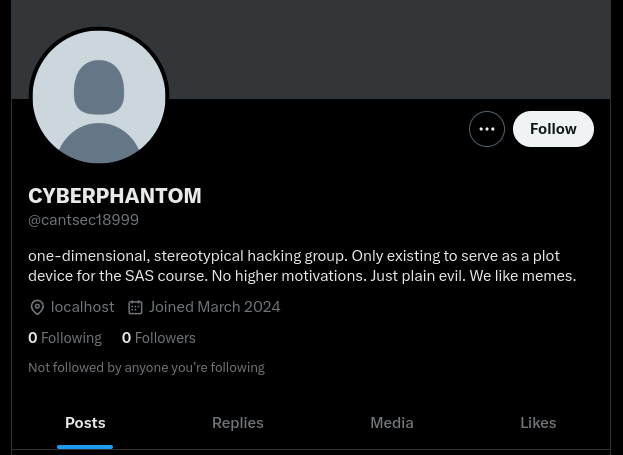 Follow
CYBERPHANTOM
@cantsec18999
one-dimensional, stereotypical hacking group. Only existing to serve as a plot
device for the SAS course. No higher motivations. Just plain evil. We like memes.
localhost Joined March 2024
0 Following 0 Followers
Not followed by anyone you’re following
Posts Replies Media Likes